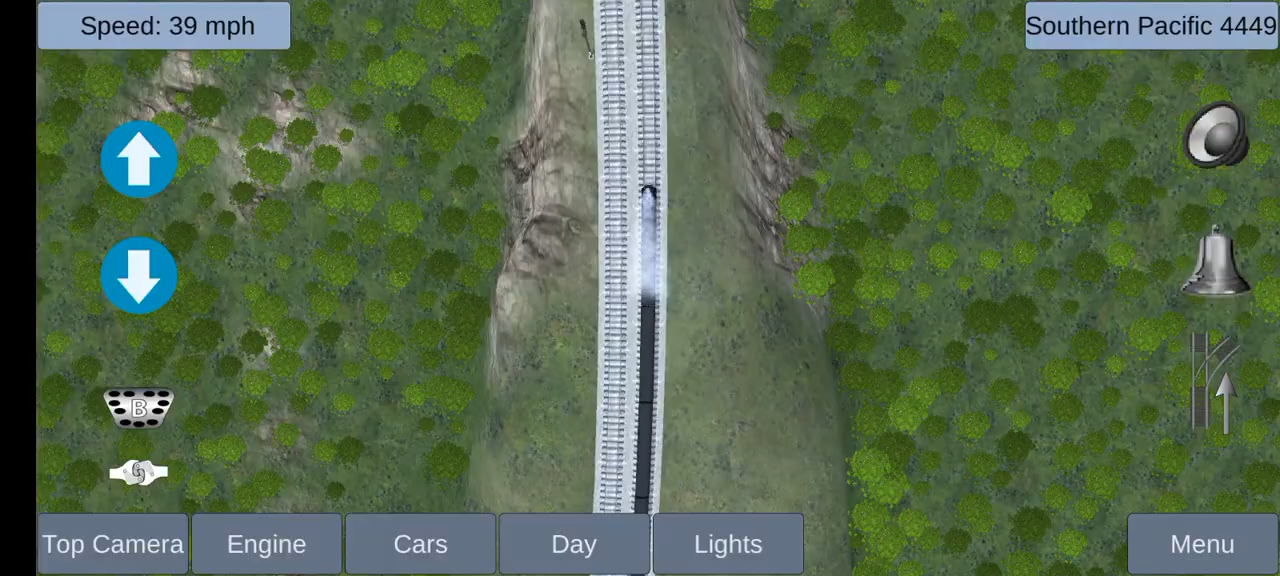 Speed: 39 mph
Southern Pacific 4449
B
Top Camera
Engine
Cars
Day
Lights
Menu